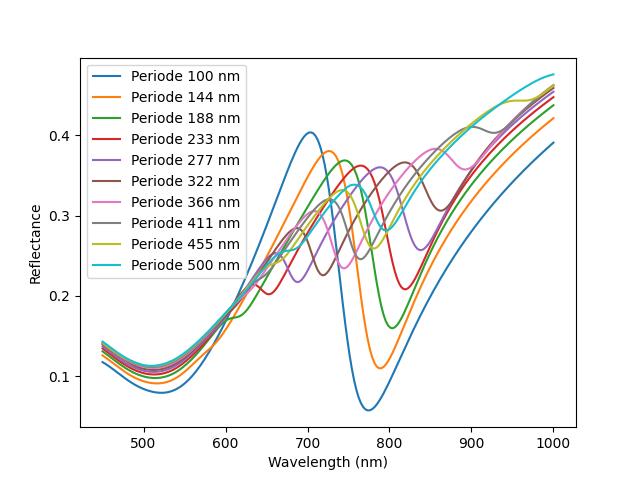 Periode 100 nm
Periode 144 nm
Periode 188 nm
Periode 233 nm
Periode 277 nm
Periode 322 nm
Periode 366 nm
Periode 411 nm
Periode 455 nm
Periode 500 nm
Reflectance
0.4
0.3
0.2
0.1
500 600 700 800 900 1000
Wavelength (nm)